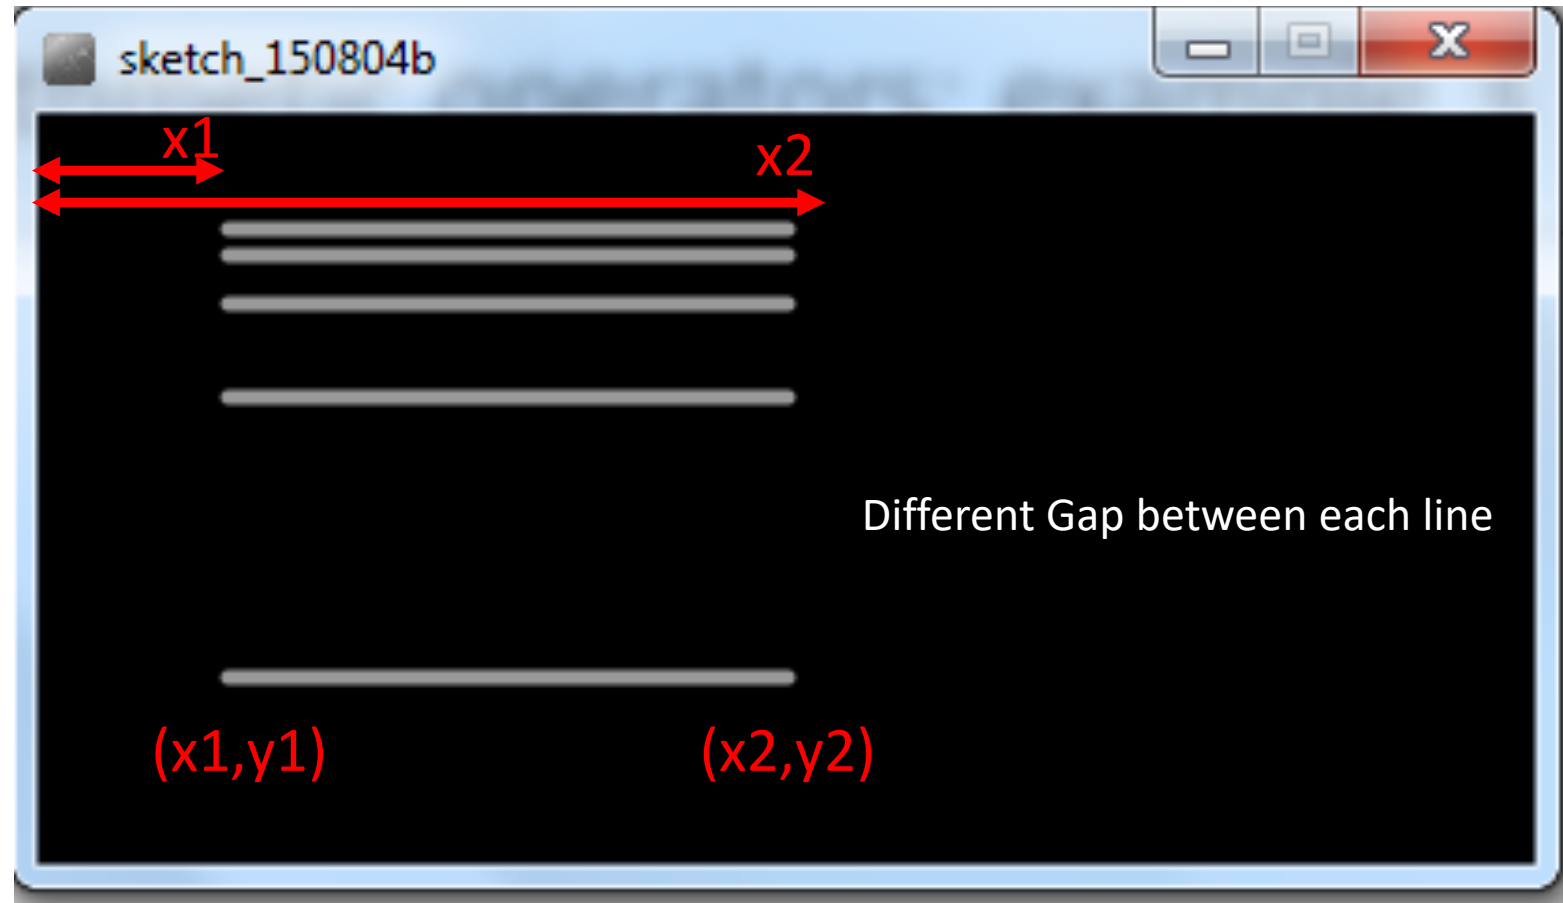 sketch_150804b
x1
x2
Different Gap between each line
(x1,y1)
(x2,y2)